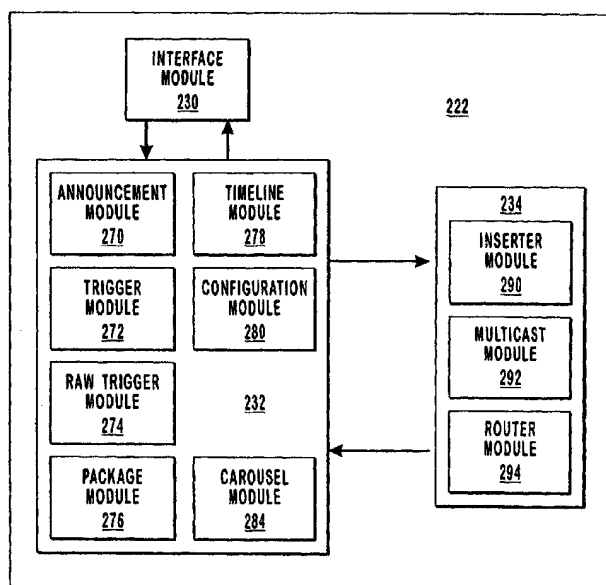 INTERFACE
MODULE
230
222
ANNOUNCEMENT
MODULE
270
TIMELINE
MODULE
278
TRIGGER
MODULE
272
CONFIGURATION
MODULE
280
RAW TRIGGER
MODULE
274
232
PACKAGE
MODULE
276
CAROUSEL
MODULE
284
234
INSERTER
MODULE
290
MULTICAST
MODULE
292
ROUTER
MODULE
294